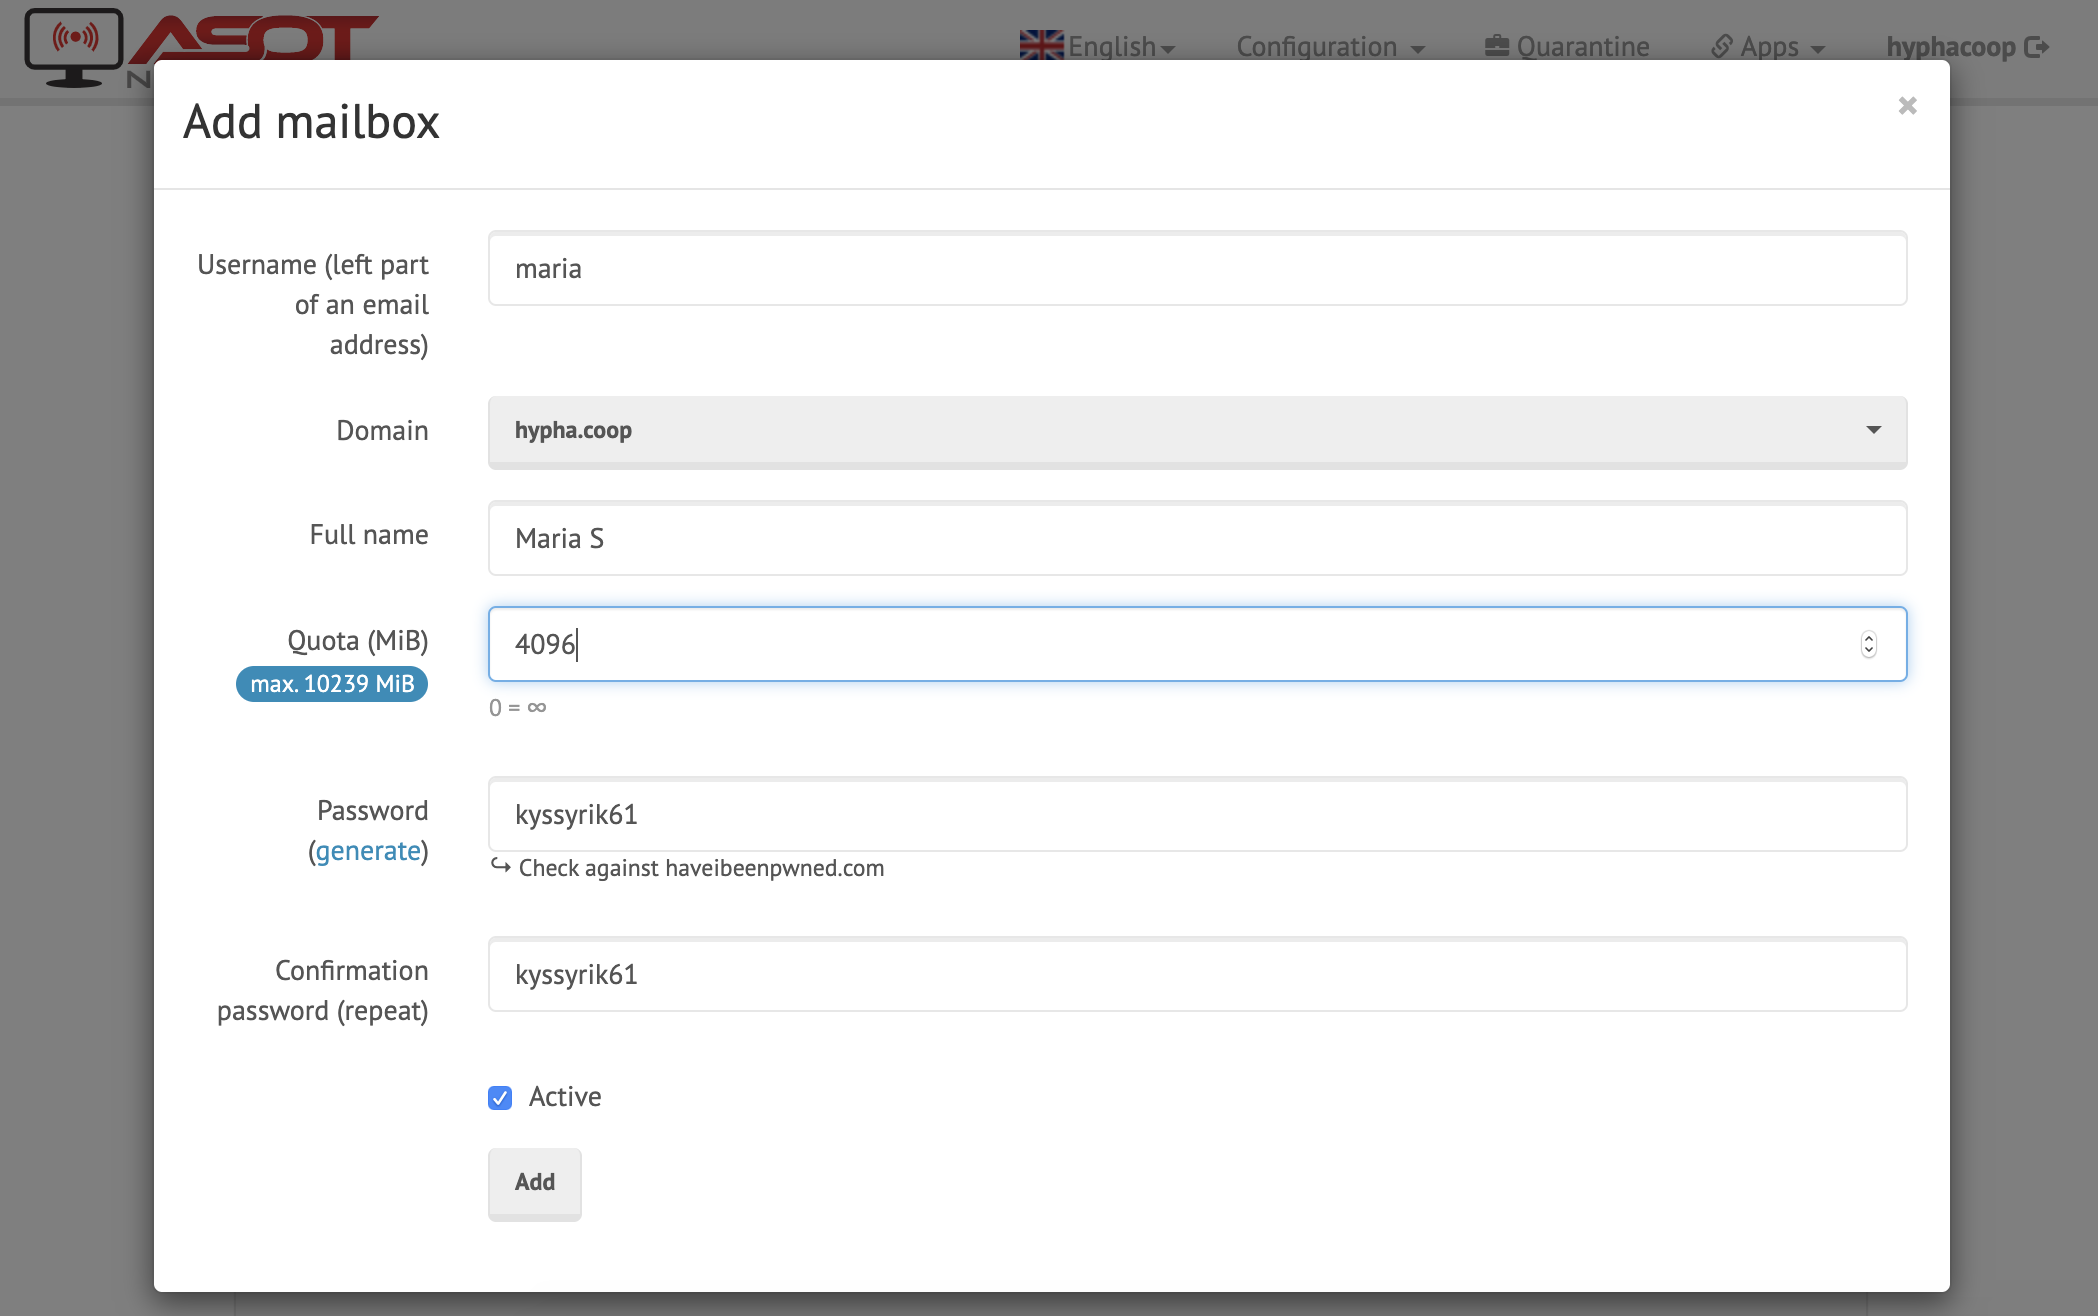 ASOT
English
Configuration
Quarantine
Apps
hyphacoop
Add mailbox
×
Username (left part
of an email
address)
maria
Domain
hypha.coop
Full name
Maria S
Quota (MiB)
max. 10239 MiB
4096
0 = ∞
Password
(generate)
kyssyrik61
↪ Check against haveibeenpwned.com
Confirmation
password (repeat)
kyssyrik61
Active
Add